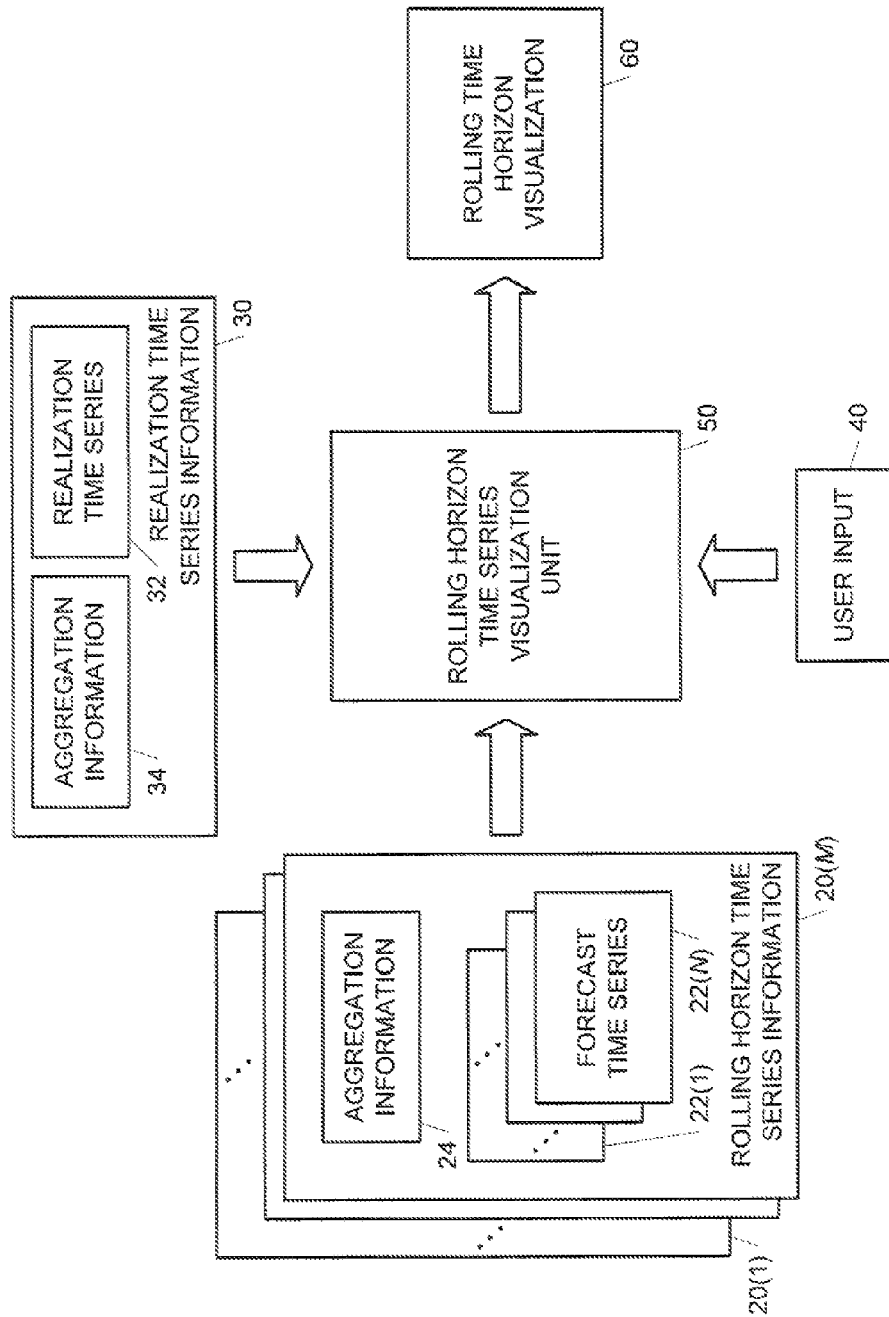 AGGREGATION
INFORMATION
34
REALIZATION
TIME SERIES
32
REALIZATION TIME
SERIES INFORMATION
30
AGGREGATION
INFORMATION
24
FORECAST
TIME SERIES
22(1)
22(N)
ROLLING HORIZON TIME
SERIES INFORMATION
20(1)
20(M)
ROLLING HORIZON
TIME SERIES
VISUALIZATION
UNIT
50
ROLLING TIME
HORIZON
VISUALIZATION
60
USER INPUT
40